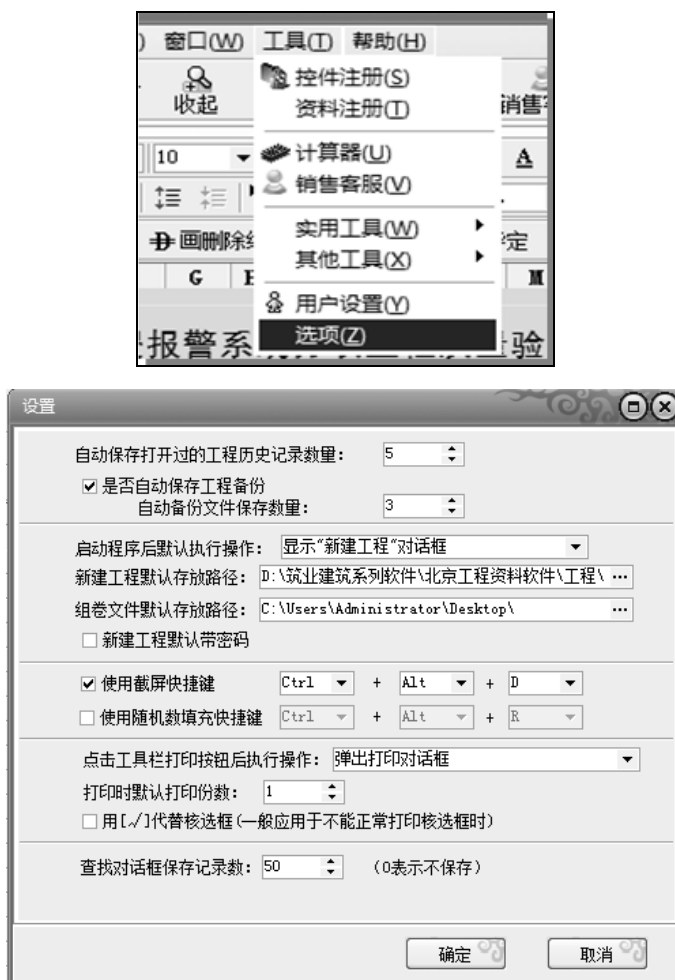 ) 窗口(W) 工具(T) 帮助(H)
控件注册(S)
收起
资料注册(T)
销售
10
计算器(U)
A
销售客服(V)
实用工具(W)
画删除
定
其他工具(X)
G
M
用户设置(Y)
报警系
选项(Z)
验
设置
自动保存打开过的工程历史记录数量: 5
是否自动保存工程备份
自动备份文件保存数量: 3
启动程序后默认执行操作: 显示"新建工程"对话框
新建工程默认存放路径: D:\筑业建筑系列软件\北京工程资料软件\工程\ ...
组卷文件默认存放路径: C:\Users\Administrator\Desktop\ ...
新建工程默认带密码
使用截屏快捷键 Ctrl + Alt + D
使用随机数填充快捷键 Ctrl + Alt + R
点击工具栏打印按钮后执行操作: 弹出打印对话框
打印时默认打印份数: 1
用[√]代替核选框(一般应用于不能正常打印核选框时)
查找对话框保存记录数: 50 (0表示不保存)
确定 取消